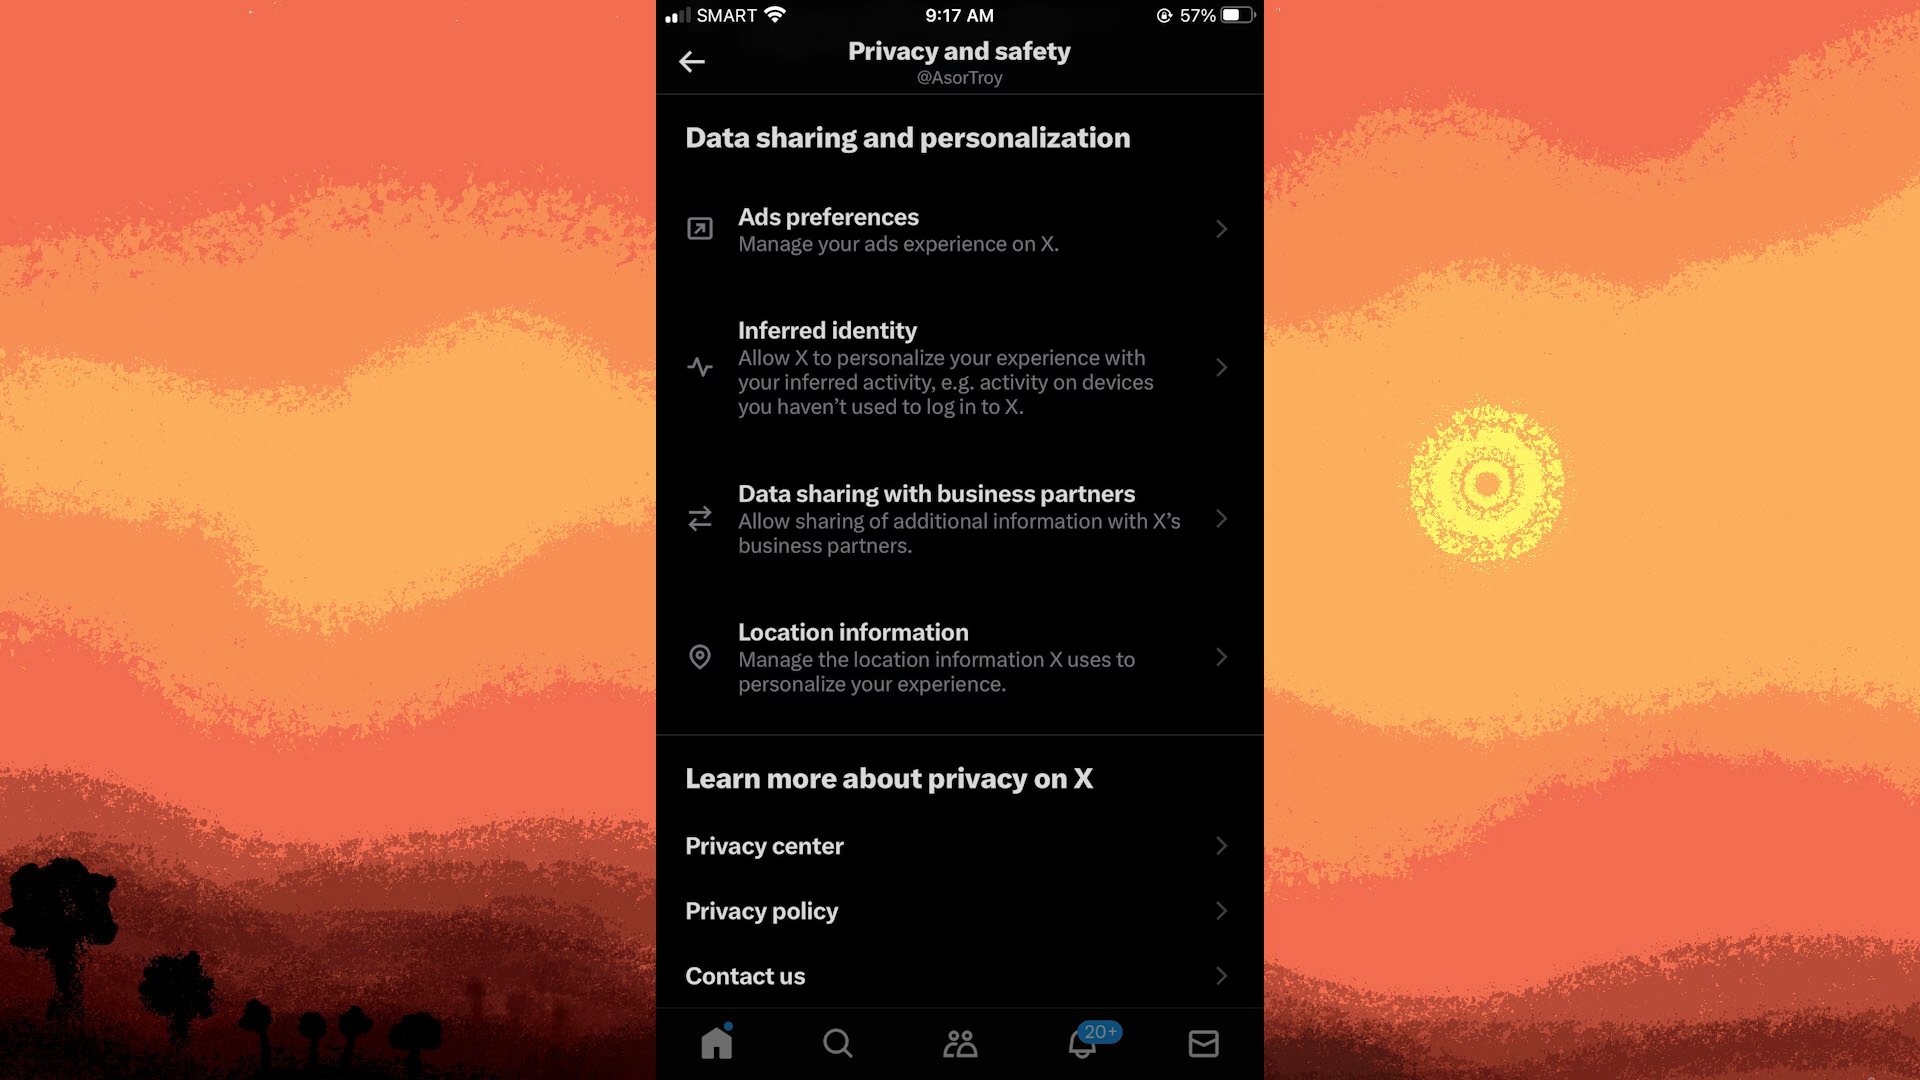 SMART
9:17 AM
57%
Privacy and safety
@AsorTroy
Data sharing and personalization
Ads preferences
Manage your ads experience on X.
Inferred identity
Allow X to personalize your experience with
your inferred activity, e.g. activity on devices
you haven’t used to log in to X.
Data sharing with business partners
Allow sharing of additional information with X’s
business partners.
Location information
Manage the location information X uses to
personalize your experience.
Learn more about privacy on X
Privacy center
Privacy policy
Contact us
20+